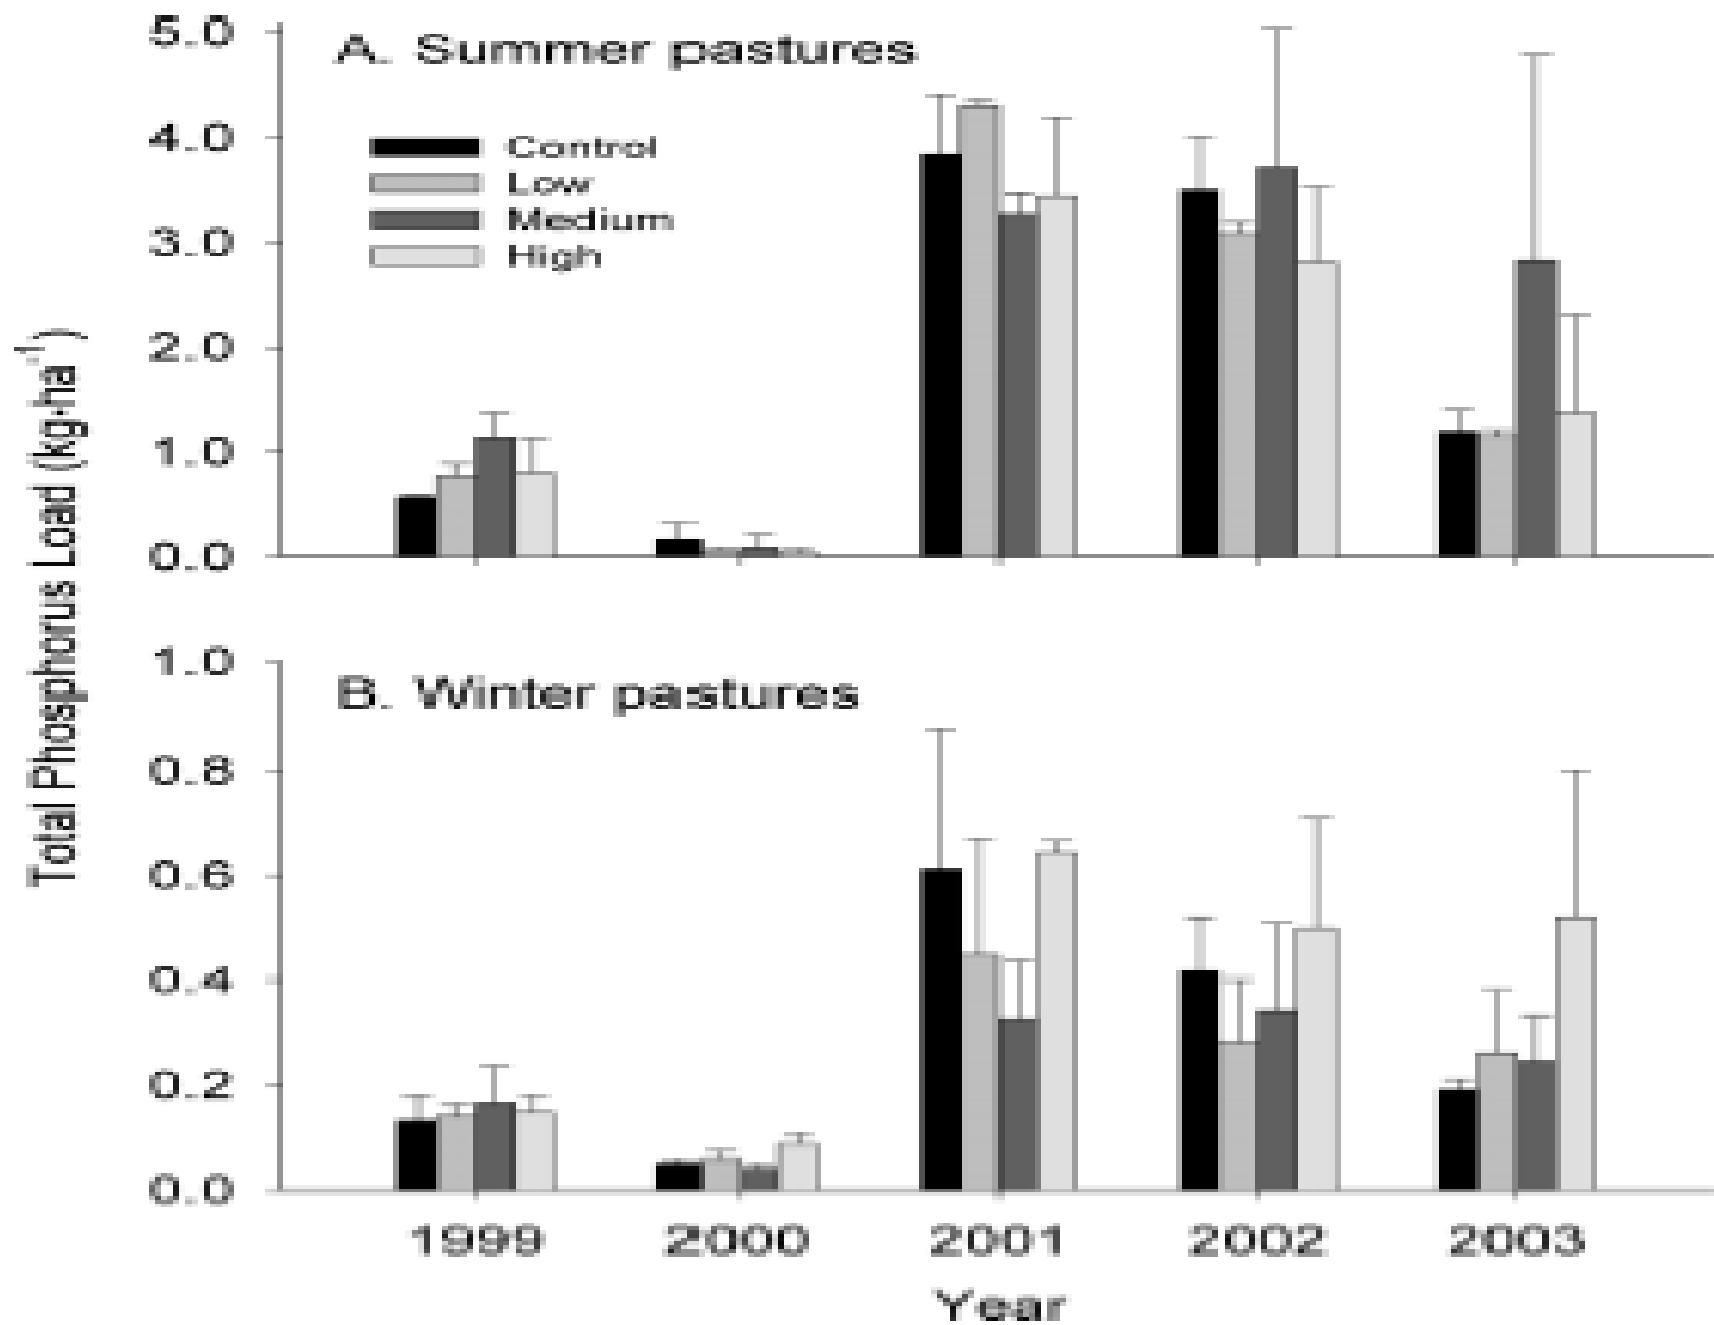 Total Phosphorus Load (kg·ha⁻¹)
A. Summer pastures
5.0
4.0
3.0
2.0
1.0
0.0
Control
Low
Medium
High
B. Winter pastures
1.0
0.8
0.6
0.4
0.2
0.0
1999 2000 2001 2002 2003
Year